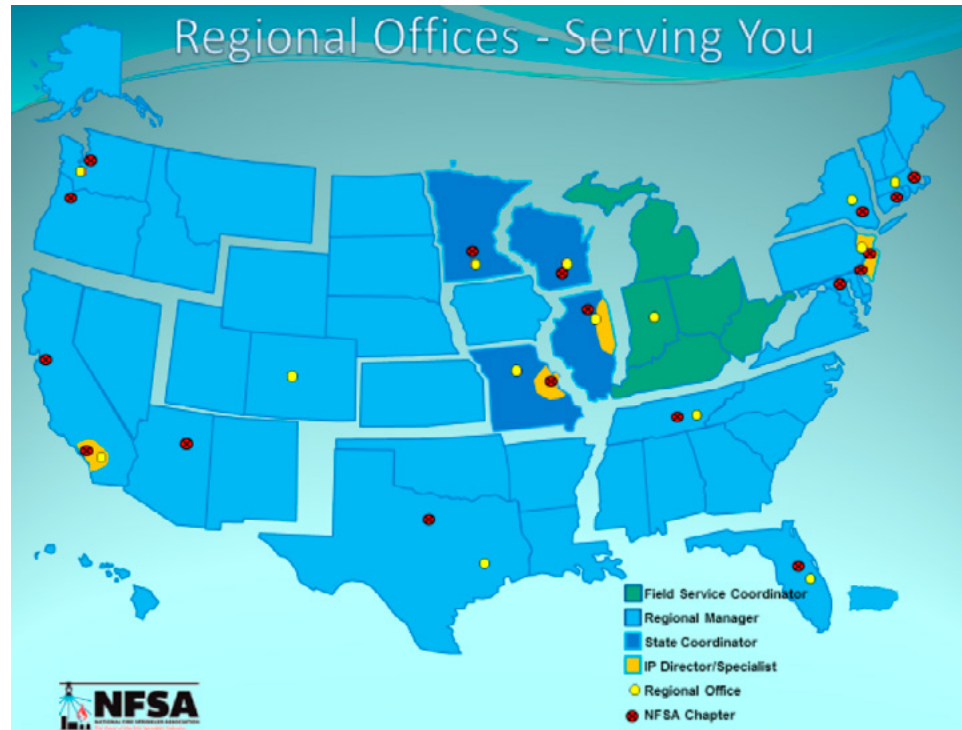 Regional Offices - Serving You
Field Service Coordinator
Regional Manager
State Coordinator
IP Director/Specialist
Regional Office
NFSA Chapter
NFSA
NATIONAL FIRE SPRINKLER ASSOCIATION